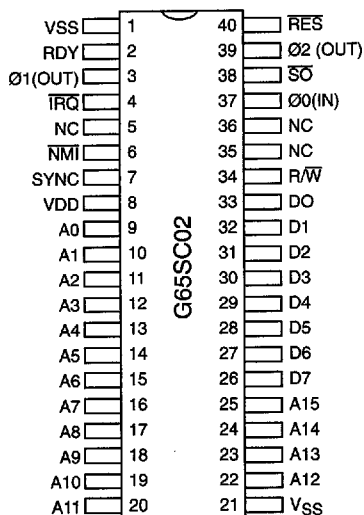 VSS 1 40 R̅E̅S̅
RDY 2 39 Ø2 (OUT)
Ø1(OUT) 3 38 S̅O̅
I̅R̅Q̅ 4 37 Ø0(IN)
NC 5 36 NC
N̅M̅I̅ 6 35 NC
SYNC 7 34 R/W̅
VDD 8 33 DO
A0 9 32 D1
A1 10 31 D2
A2 11 30 D3
A3 12 29 D4
A4 13 28 D5
A5 14 27 D6
A6 15 26 D7
A7 16 25 A15
A8 17 24 A14
A9 18 23 A13
A10 19 22 A12
A11 20 21 VSS
G65SC02